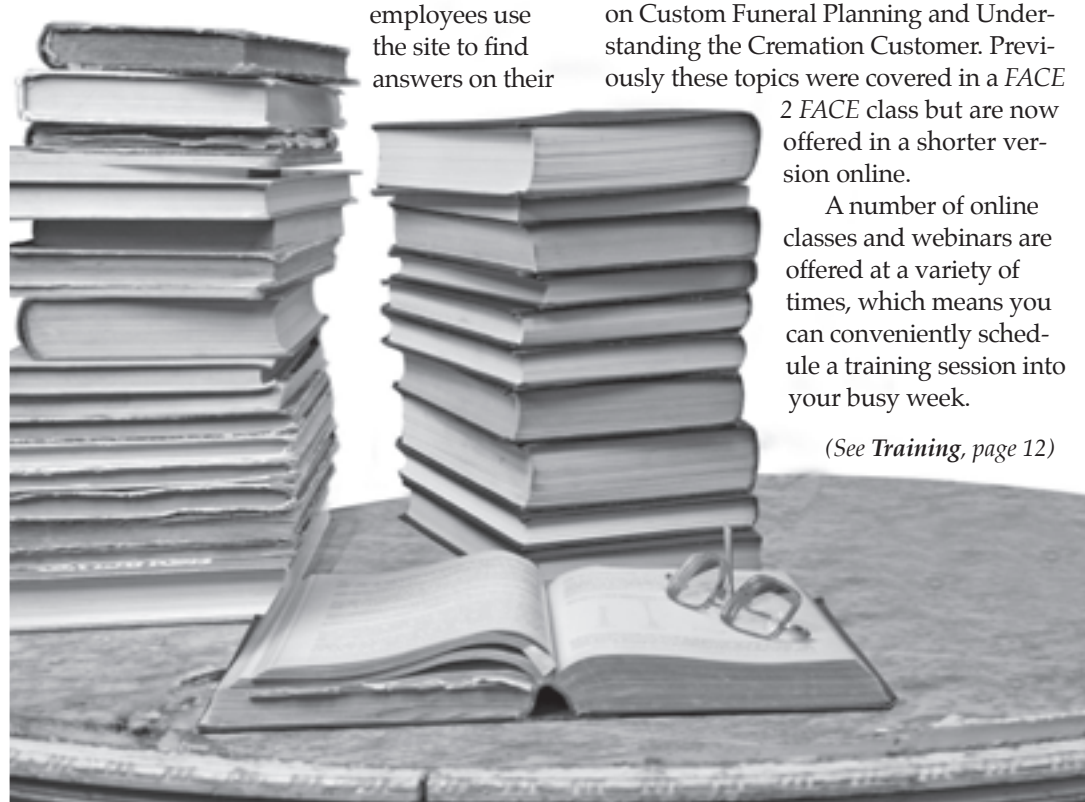 employees use
the site to find
answers on their
on Custom Funeral Planning and Under-
standing the Cremation Customer. Previ-
ously these topics were covered in a FACE
2 FACE class but are now
offered in a shorter ver-
sion online.
A number of online
classes and webinars are
offered at a variety of
times, which means you
can conveniently sched-
ule a training session into
your busy week.
(See Training, page 12)